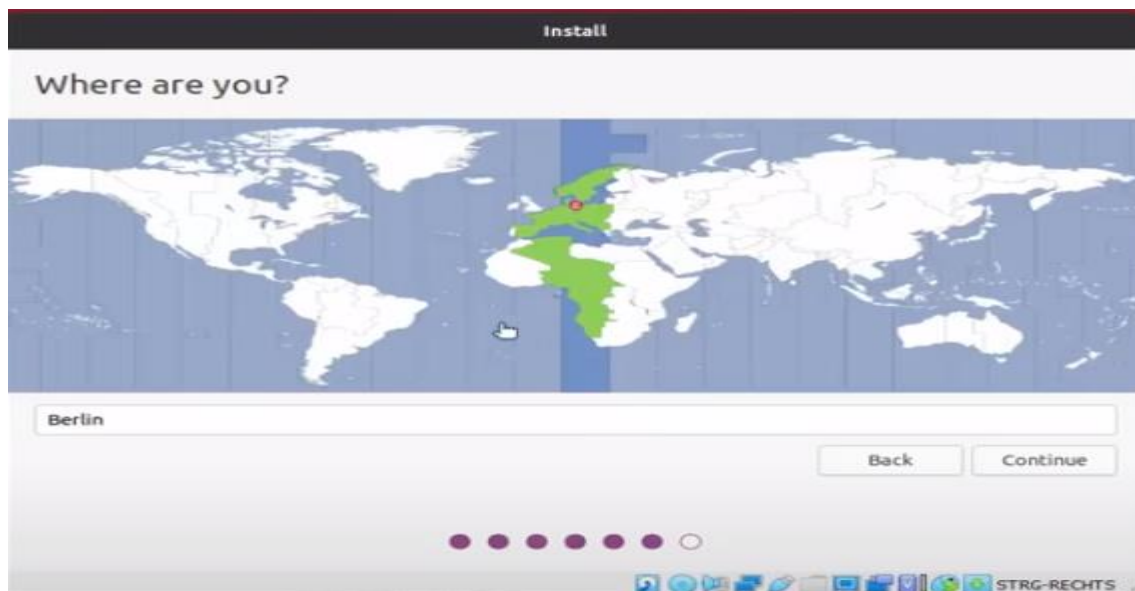 Install
Where are you?
Berlin
Back Continue
STRG-RECHTS